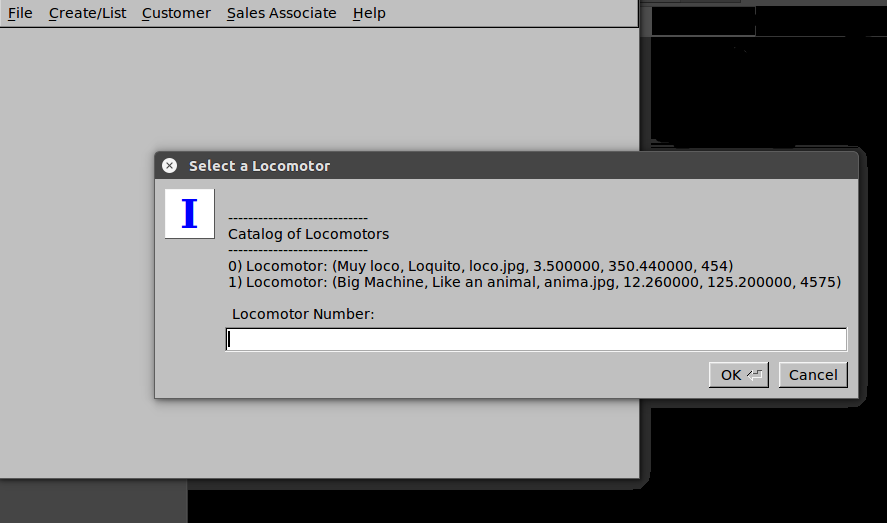 File Create/List Customer Sales Associate Help
Select a Locomotor
I
----------------------------
Catalog of Locomotors
----------------------------
0) Locomotor: (Muy loco, Loquito, loco.jpg, 3.500000, 350.440000, 454)
1) Locomotor: (Big Machine, Like an animal, anima.jpg, 12.260000, 125.200000, 4575)
Locomotor Number:
OK Cancel